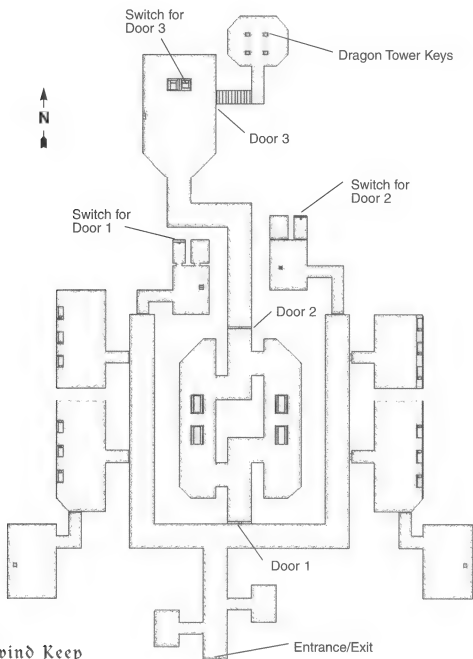 Switch for
Door 3
Dragon Tower Keys
N
Door 3
Switch for
Door 2
Switch for
Door 1
Door 2
Door 1
Entrance/Exit
Keep